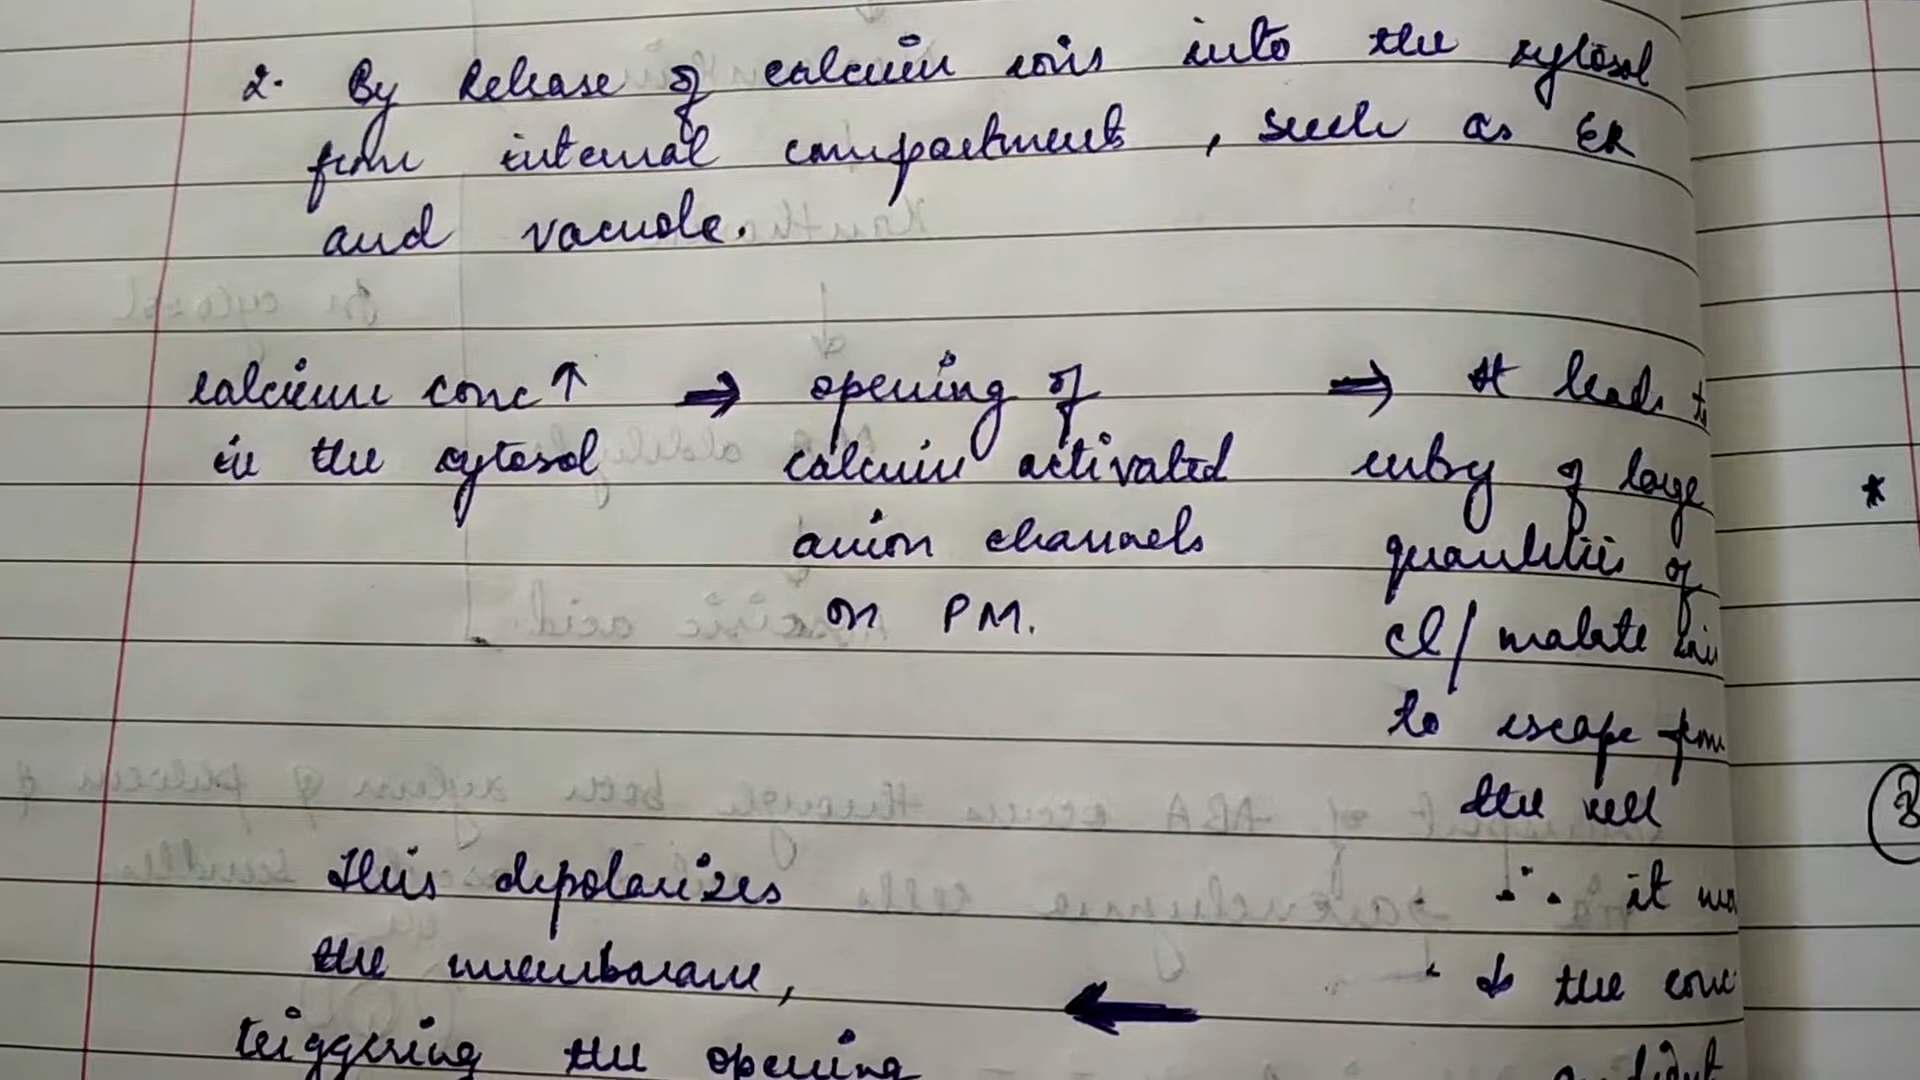 2. By Release of calcium ions into the cytosol
from internal compartments, such as ER
and vacuole.
calcium conc ↑
in the cytosol
⇒ opening of
calcium activated
anion channels
on PM.
⇒ It leads to
entry of large
quantities of
cl/malate ions
to escape from
the cell
∴ it
↓ the conc
This depolarizes
the membarane,
←
triggering the opening
*